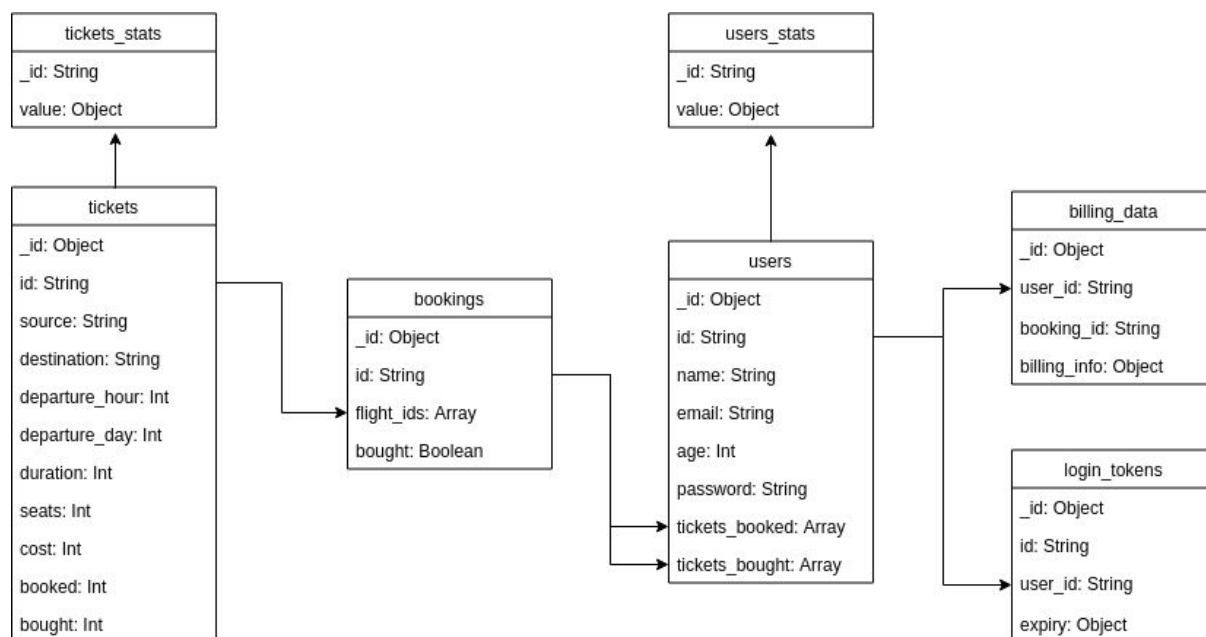 tickets_stats
_id: String
value: Object
users_stats
_id: String
value: Object
tickets
_id: Object
id: String
source: String
destination: String
departure_hour: Int
departure_day: Int
duration: Int
seats: Int
cost: Int
booked: Int
bought: Int
bookings
_id: Object
id: String
flight_ids: Array
bought: Boolean
users
_id: Object
id: String
name: String
email: String
age: Int
password: String
tickets_booked: Array
tickets_bought: Array
billing_data
_id: Object
user_id: String
booking_id: String
billing_info: Object
login_tokens
_id: Object
id: String
user_id: String
expiry: Object